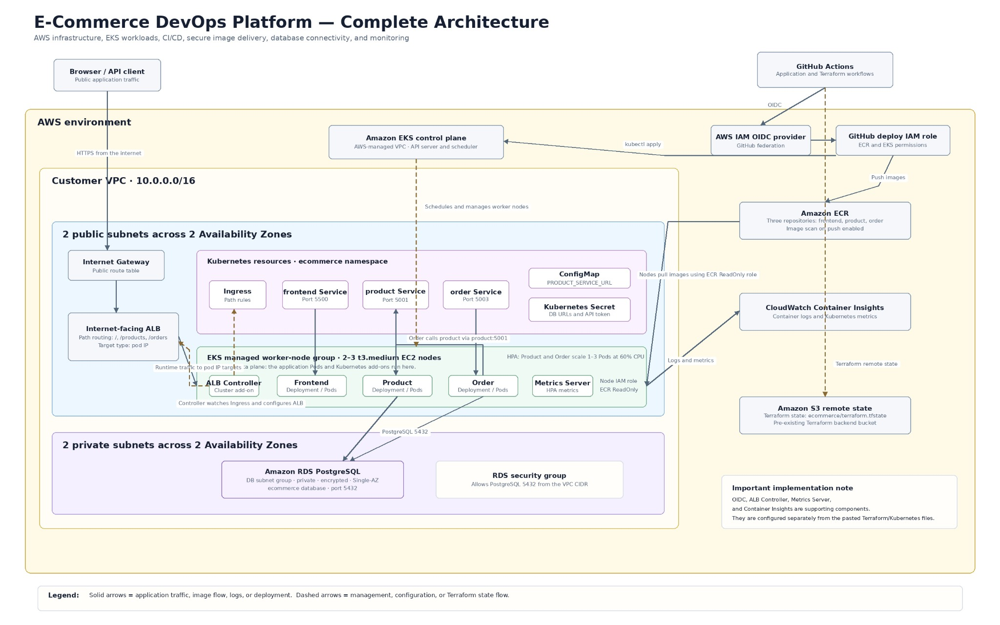 E-Commerce DevOps Platform — Complete Architecture
AWS infrastructure, EKS workloads, CI/CD, secure image delivery, database connectivity, and monitoring
Browser / API client
Public application traffic
GitHub Actions
Application and Terraform workflows
OIDC
AWS environment
HTTPS from the internet
Amazon EKS control plane
AWS-managed VPC · API server and scheduler
kubectl apply
AWS IAM OIDC provider
GitHub federation
GitHub deploy IAM role
ECR and EKS permissions
Push images
Customer VPC · 10.0.0.0/16
Schedules and manages worker nodes
Amazon ECR
Three repositories: frontend, product, order
Image scan on push enabled
2 public subnets across 2 Availability Zones
Internet Gateway
Public route table
Kubernetes resources · ecommerce namespace
Ingress
Path rules
frontend Service
Port 5500
product Service
Port 5001
order Service
Port 5003
ConfigMap
PRODUCT_SERVICE_URL
Kubernetes Secret
DB URLs and API token
Nodes pull images using ECR ReadOnly role
CloudWatch Container Insights
Container logs and Kubernetes metrics
Internet-facing ALB
Path routing: /, /products, /orders
Target type: pod IP
Order calls product via product:5001
EKS managed worker-node group · 2–3 t3.medium EC2 nodes
HPA: Product and Order scale 1–3 Pods at 60% CPU
Runtime traffic to pod IP targets
plane: the application Pods and Kubernetes add-ons run here.
Logs and metrics
Terraform remote state
ALB Controller
Cluster add-on
Frontend
Deployment / Pods
Product
Deployment / Pods
Order
Deployment / Pods
Metrics Server
HPA metrics
Node IAM role
ECR ReadOnly
Controller watches Ingress and configures ALB
Amazon S3 remote state
Terraform state: ecommerce/terraform.tfstate
Pre-existing Terraform backend bucket
PostgreSQL 5432
2 private subnets across 2 Availability Zones
Amazon RDS PostgreSQL
DB subnet group · private · encrypted · Single-AZ
ecommerce database · port 5432
RDS security group
Allows PostgreSQL 5432 from the VPC CIDR
Important implementation note
OIDC, ALB Controller, Metrics Server,
and Container Insights are supporting components.
They are configured separately from the pasted Terraform/Kubernetes files.
Legend: Solid arrows = application traffic, image flow, logs, or deployment. Dashed arrows = management, configuration, or Terraform state flow.